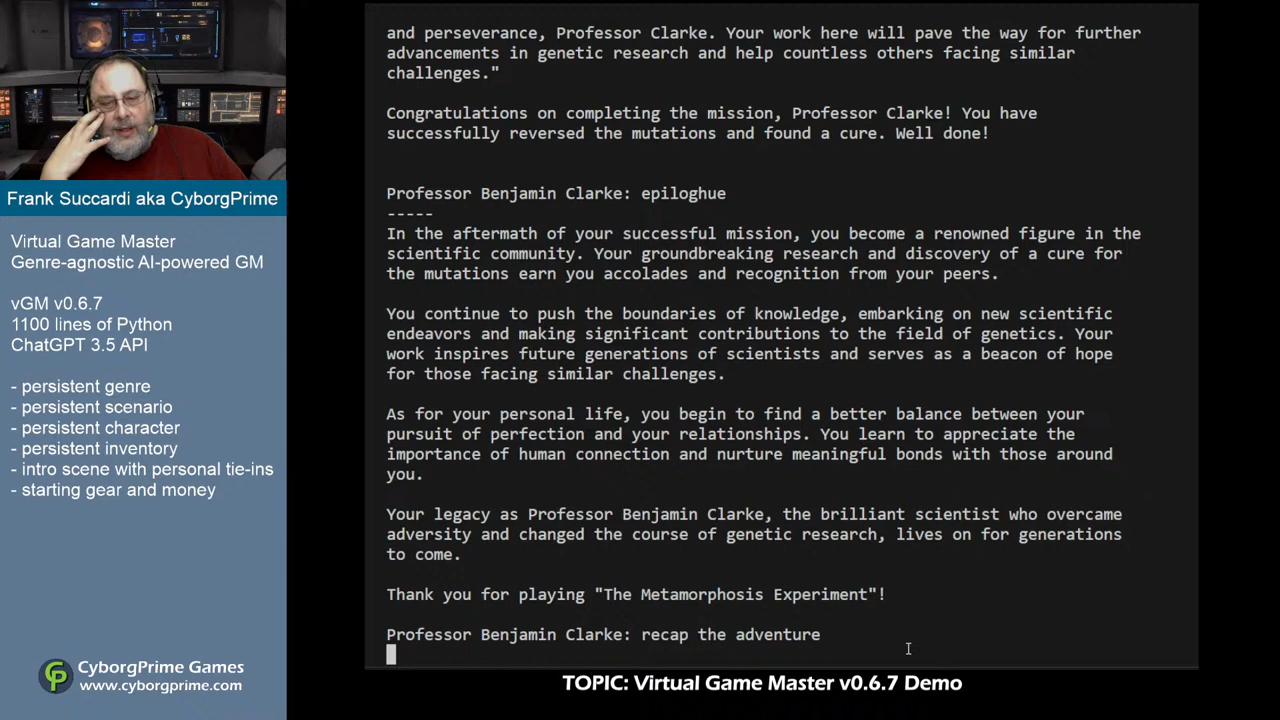 Frank Succardi aka CyborgPrime
Virtual Game Master
Genre-agnostic AI-powered GM
vGM v0.6.7
1100 lines of Python
ChatGPT 3.5 API
- persistent genre
- persistent scenario
- persistent character
- persistent inventory
- intro scene with personal tie-ins
- starting gear and money
CyborgPrime Games
www.cyborgprime.com
and perseverance, Professor Clarke. Your work here will pave the way for further
advancements in genetic research and help countless others facing similar
challenges."
Congratulations on completing the mission, Professor Clarke! You have
successfully reversed the mutations and found a cure. Well done!
Professor Benjamin Clarke: epiloghue
-----
In the aftermath of your successful mission, you become a renowned figure in the
scientific community. Your groundbreaking research and discovery of a cure for
the mutations earn you accolades and recognition from your peers.
You continue to push the boundaries of knowledge, embarking on new scientific
endeavors and making significant contributions to the field of genetics. Your
work inspires future generations of scientists and serves as a beacon of hope
for those facing similar challenges.
As for your personal life, you begin to find a better balance between your
pursuit of perfection and your relationships. You learn to appreciate the
importance of human connection and nurture meaningful bonds with those around
you.
Your legacy as Professor Benjamin Clarke, the brilliant scientist who overcame
adversity and changed the course of genetic research, lives on for generations
to come.
Thank you for playing "The Metamorphosis Experiment"!
Professor Benjamin Clarke: recap the adventure
TOPIC: Virtual Game Master v0.6.7 Demo